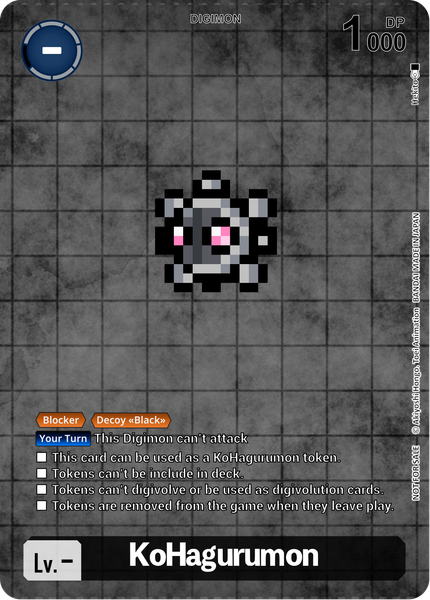 DIGIMON
DP
1000
-
Blocker Decoy «Black»
Your Turn This Digimon can't attack
This card can be used as a KoHagurumon token.
Tokens can't be include in deck.
Tokens can't digivolve or be used as digivolution cards.
Tokens are removed from the game when they leave play.
Lv.-
KoHagurumon
NOT FOR SALE © Akiyoshi Hongo, Toei Animation BANDAI MADE IN JAPAN